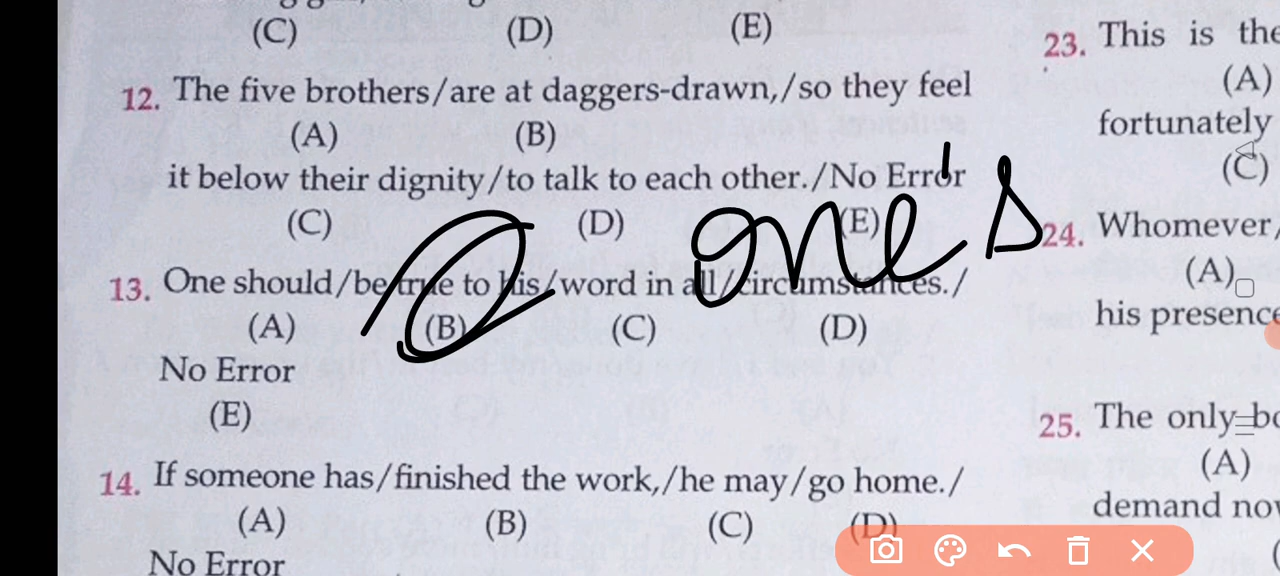 (C) (D) (E)
12. The five brothers/are at daggers-drawn,/so they feel
(A) (B)
it below their dignity/to talk to each other./No Error
(C) (D) (E)
one's
13. One should/be true to his/word in all/circumstances./
(A) (B) (C) (D)
No Error
(E)
14. If someone has/finished the work,/he may/go home./
(A) (B) (C) (D)
No Error
23. This is the
(A)
fortunately
(C)
24. Whomever/
(A)
his presence
25. The only
(A)
demand now